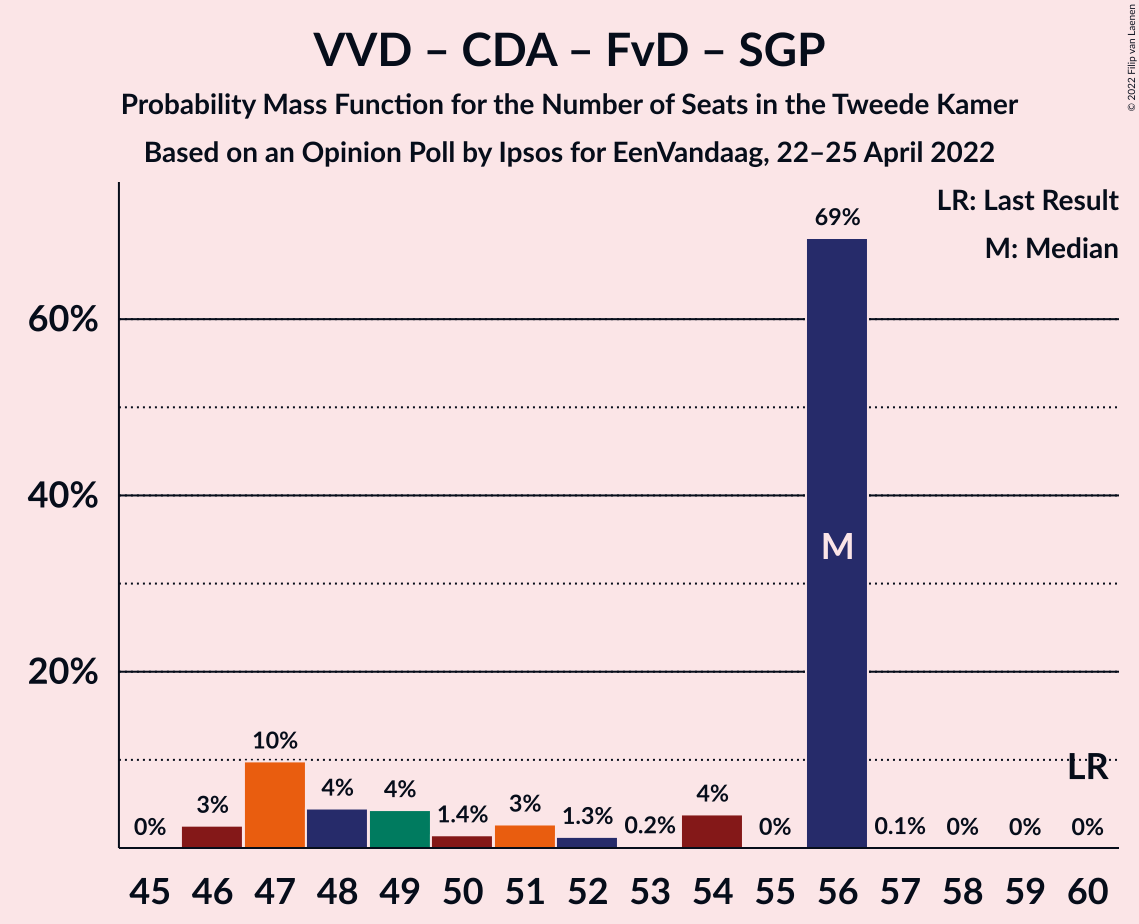 VVD – CDA – FvD – SGP
Probability Mass Function for the Number of Seats in the Tweede Kamer
Based on an Opinion Poll by Ipsos for EenVandaag, 22–25 April 2022
© 2022 Filip van Laenen
LR: Last Result
M: Median
60%
40%
20%
0%
3%
10%
4%
4%
1.4%
3%
1.3%
0.2%
4%
0%
69%
0.1%
0%
0%
0%
M
LR
45 46 47 48 49 50 51 52 53 54 55 56 57 58 59 60